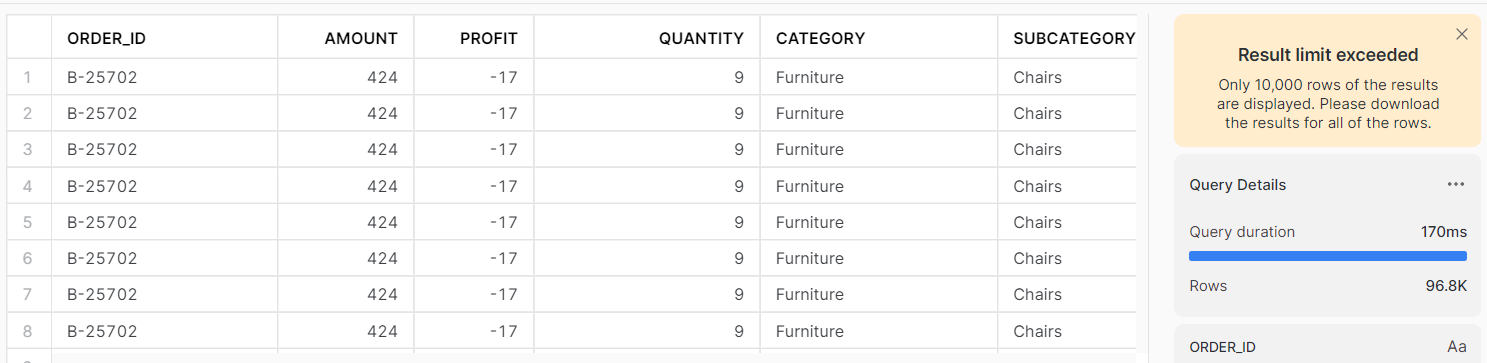 ORDER_ID AMOUNT PROFIT QUANTITY CATEGORY SUBCATEGORY
1 B-25702 424 -17 9 Furniture Chairs
2 B-25702 424 -17 9 Furniture Chairs
3 B-25702 424 -17 9 Furniture Chairs
4 B-25702 424 -17 9 Furniture Chairs
5 B-25702 424 -17 9 Furniture Chairs
6 B-25702 424 -17 9 Furniture Chairs
7 B-25702 424 -17 9 Furniture Chairs
8 B-25702 424 -17 9 Furniture Chairs
Result limit exceeded
Only 10,000 rows of the results
are displayed. Please download
the results for all of the rows.
Query Details
Query duration 170ms
Rows 96.8K
ORDER_ID Aa